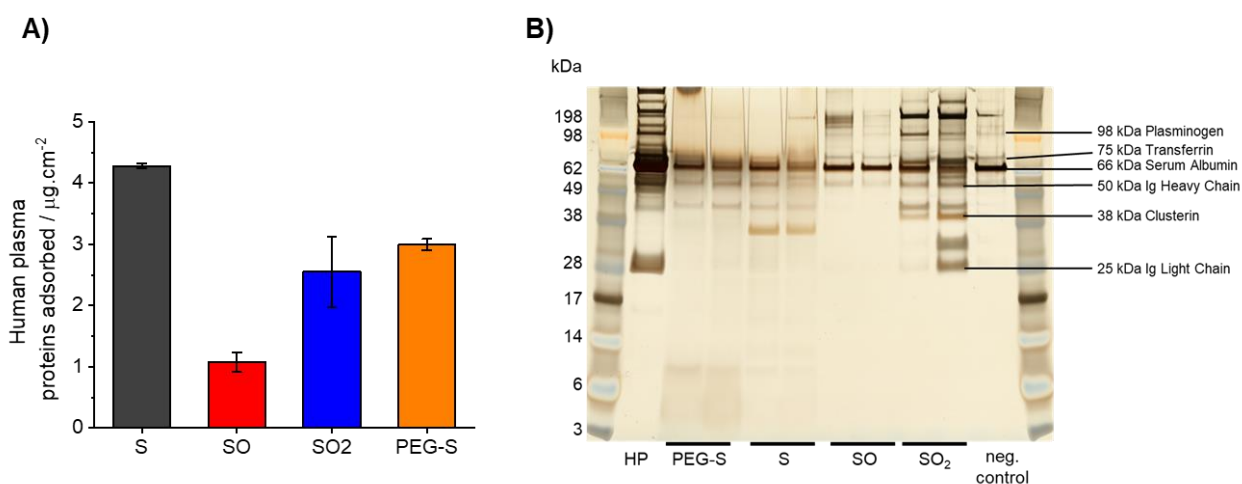 A)
Human plasma
proteins adsorbed / μg.cm-2
5
4
3
2
1
0
S
SO
SO2
PEG-S
B)
kDa
198
98
62
49
38
28
17
14
6
3
98 kDa Plasminogen
75 kDa Transferrin
66 kDa Serum Albumin
50 kDa Ig Heavy Chain
38 kDa Clusterin
25 kDa Ig Light Chain
HP
PEG-S
S
SO
SO2
neg.
control